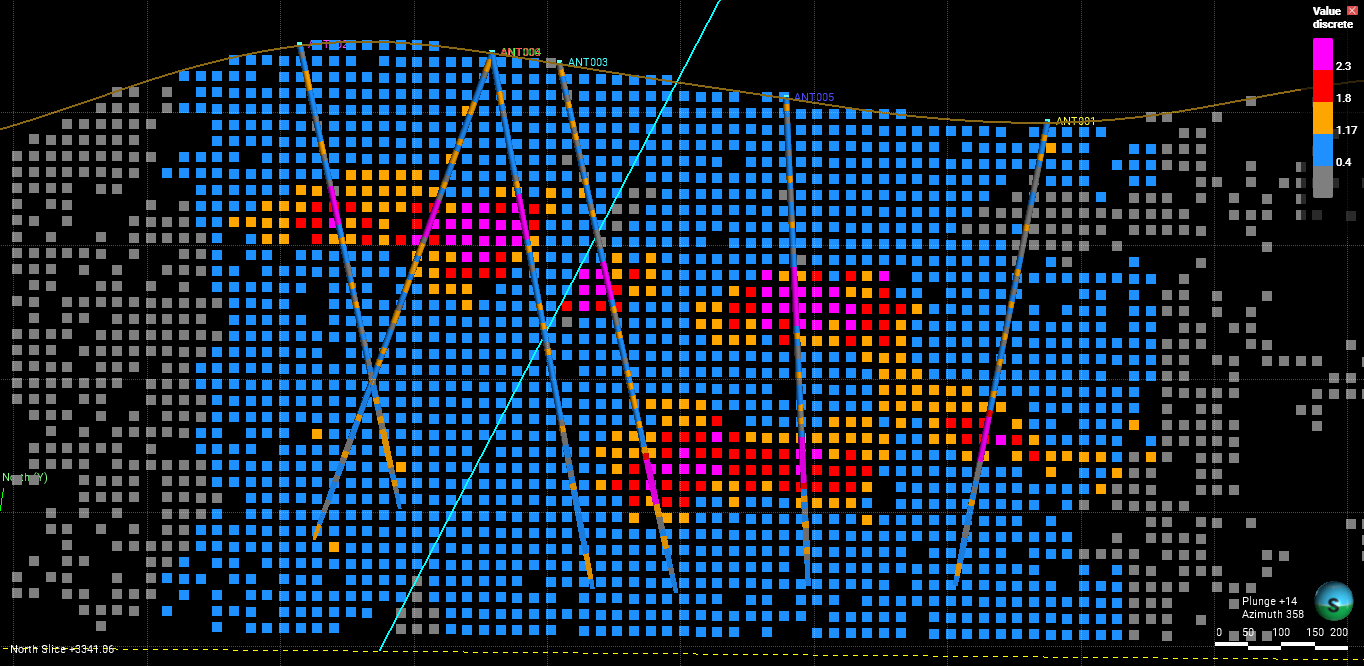 Value
discrete
2.3
1.8
1.17
0.4
ANT002
ANT003
ANT005
ANT001
North (Y)
Plunge +14
Azimuth 358
S
0 50 100 150 200
North Slice +3341.86